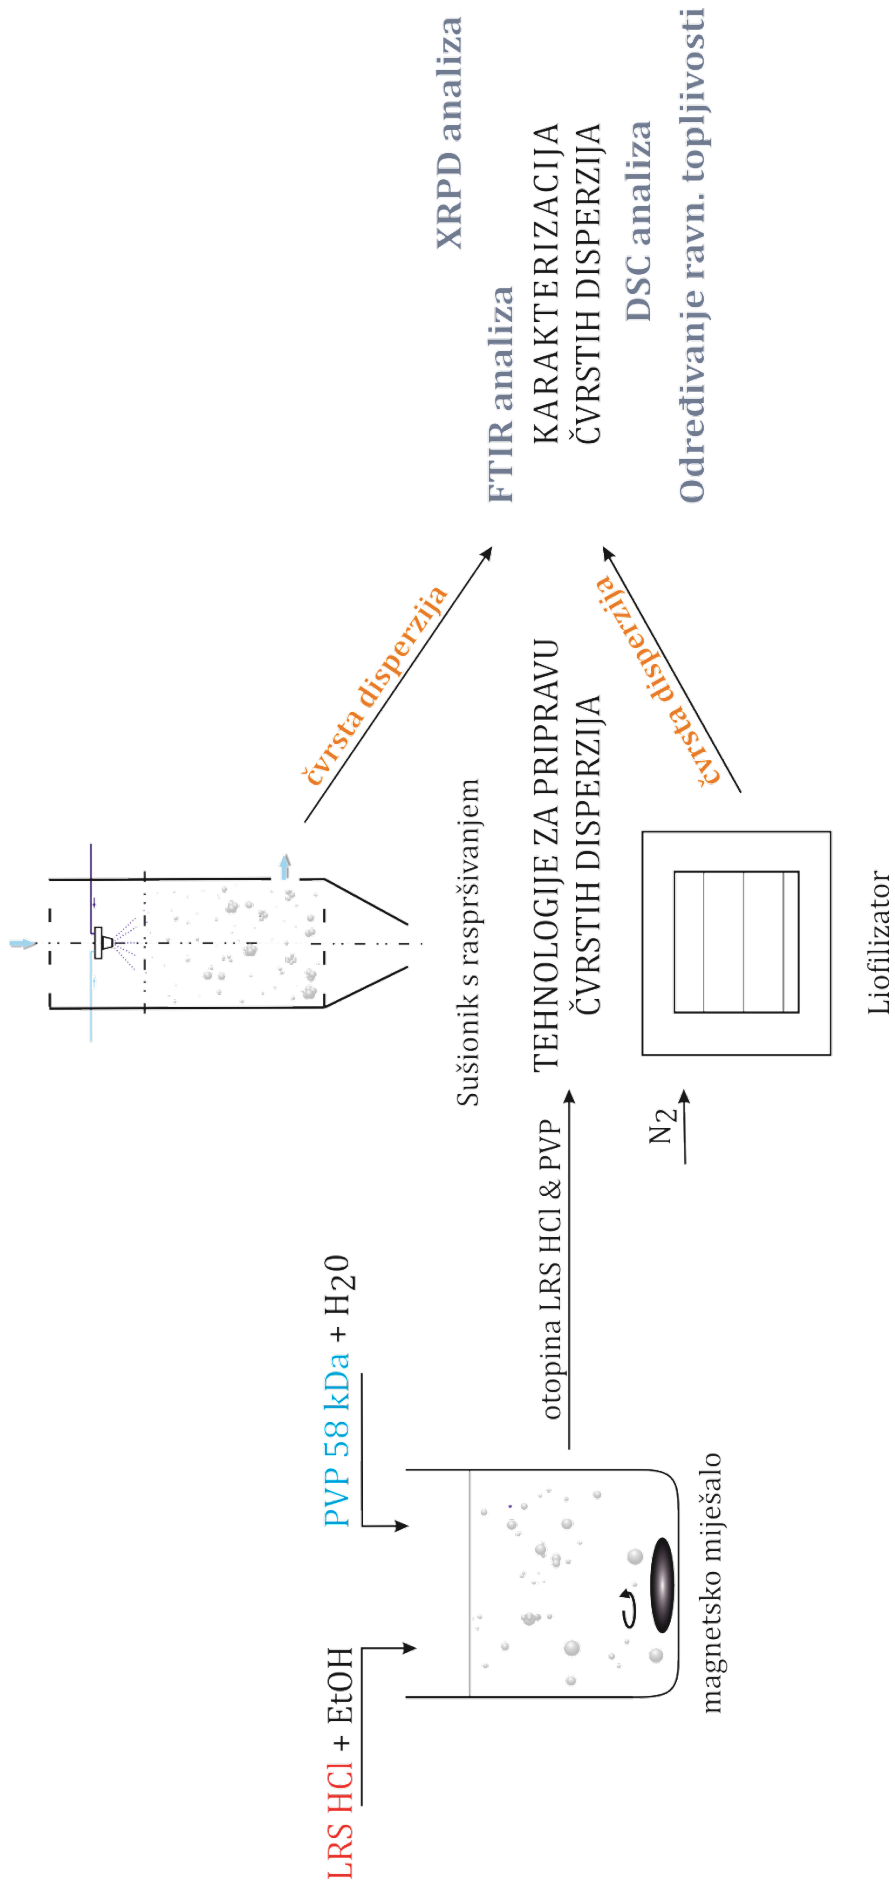 LRS HCl + EtOH
PVP 58 kDa + H2O
magnetsko miješalo
otopina LRS HCl & PVP
Sušionik s raspršivanjem
TEHNOLOGIJE ZA PRIPRAVU
ČVRSTIH DISPERZIJA
N2
Liofilizator
čvrsta disperzija
čvrsta disperzija
XRPD analiza
FTIR analiza
KARAKTERIZACIJA
ČVRSTIH DISPERZIJA
DSC analiza
Određivanje ravn. topljivosti